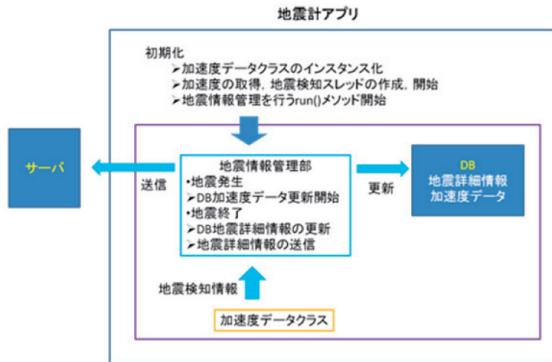 地震計アプリ
初期化
➢加速度データクラスのインスタンス化
➢加速度の取得，地震検知スレッドの作成，開始
➢地震情報管理を行うrun()メソッド開始
サーバ
送信
地震情報管理部
•地震発生
➢DB加速度データ更新開始
•地震終了
➢DB地震詳細情報の更新
➢地震詳細情報の送信
更新
DB
地震詳細情報
加速度データ
地震検知情報
加速度データクラス